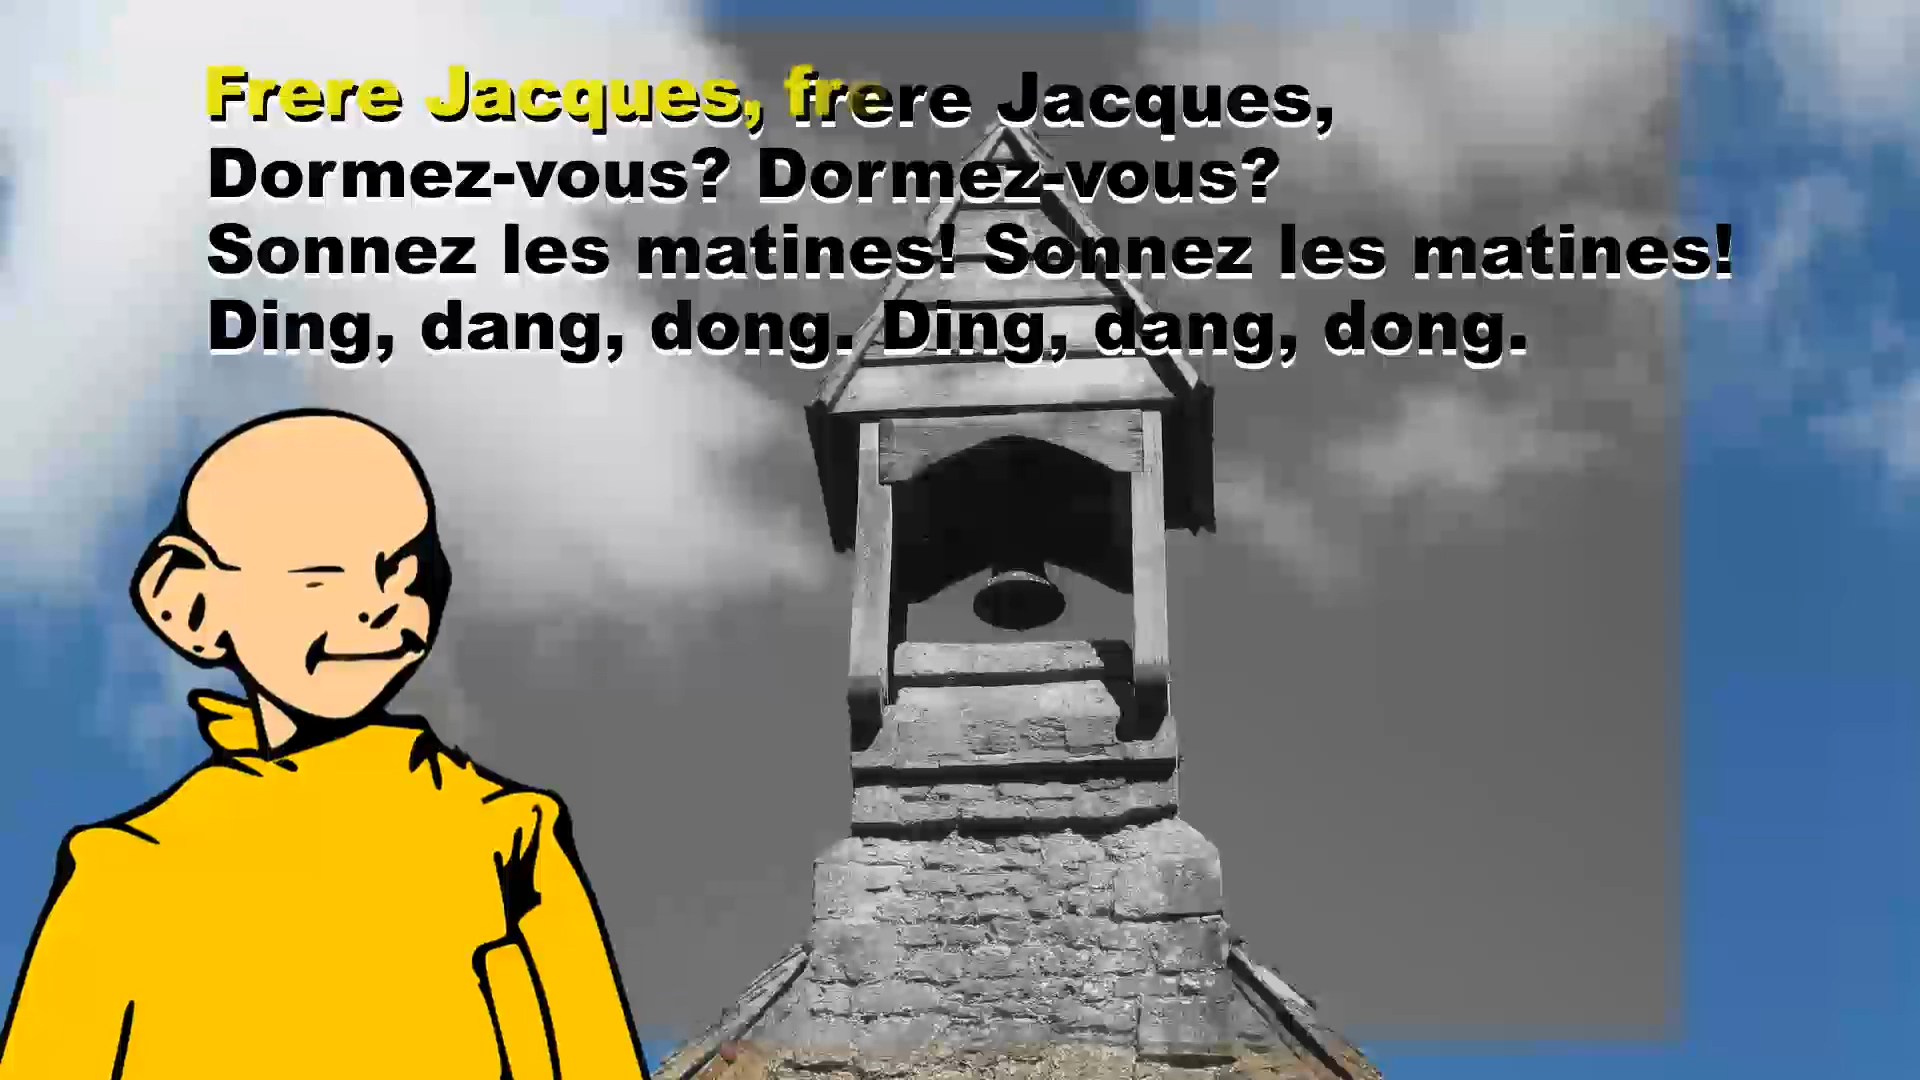 Frere Jacques, frere Jacques,
Dormez-vous? Dormez-vous?
Sonnez les matines! Sonnez les matines!
Ding, dang, dong. Ding, dang, dong.